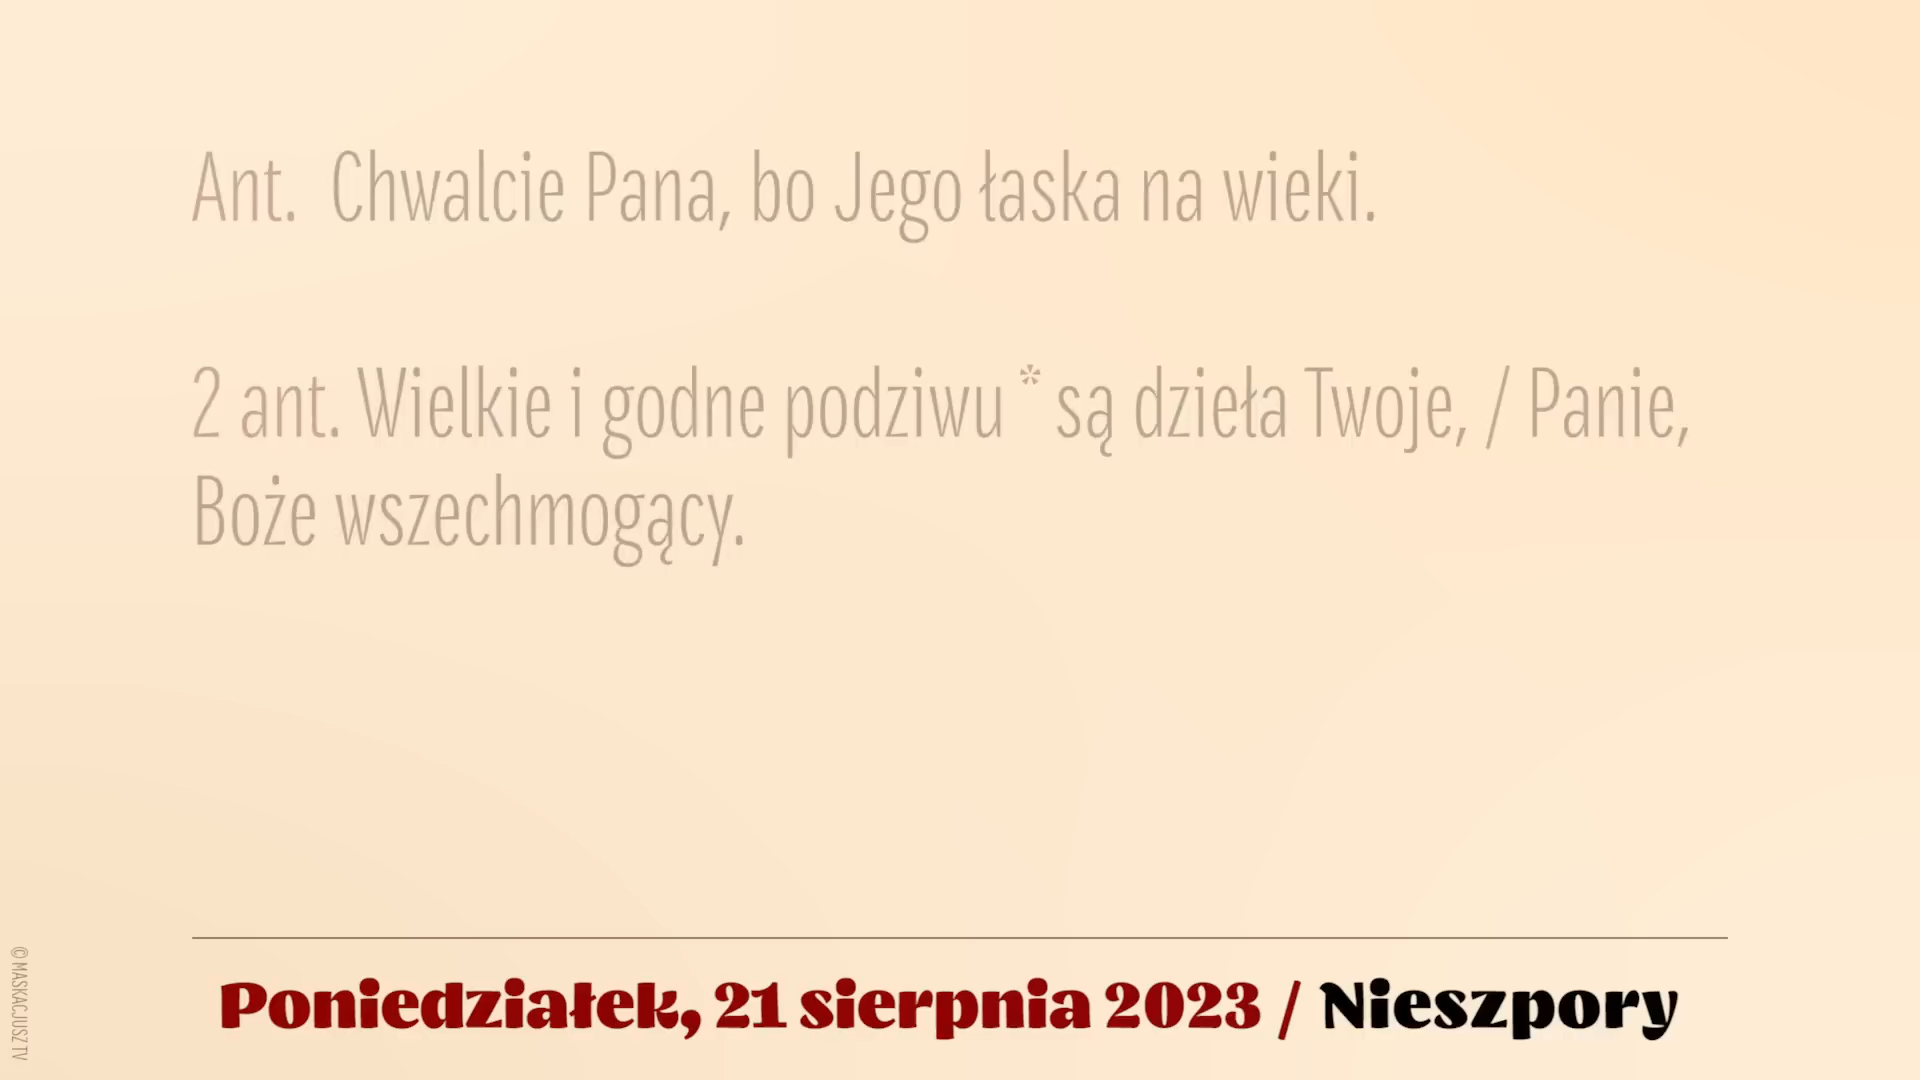 Ant. Chwalcie Pana, bo Jego łaska na wieki.
2 ant. Wielkie i godne podziwu * są dzieła Twoje, / Panie,
Boże wszechmogący.
Poniedziałek, 21 sierpnia 2023 / Nieszpory
© MASKACJUSZ TV